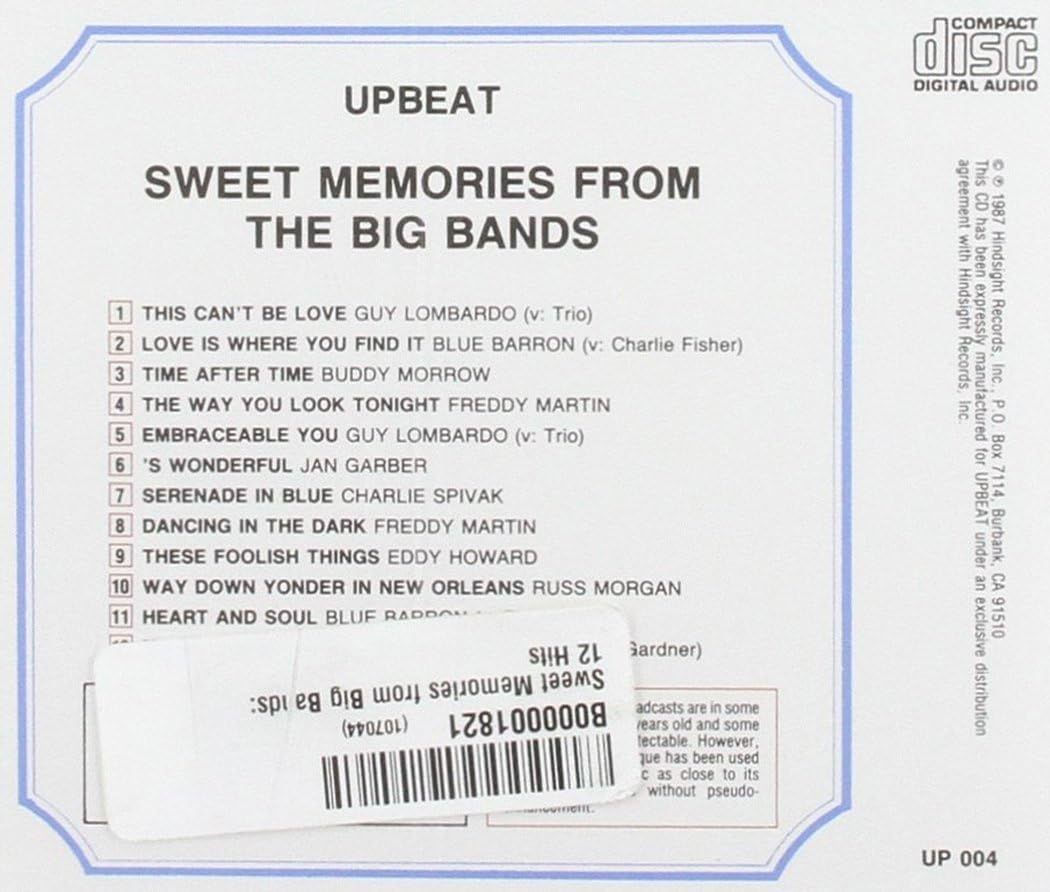 COMPACT
disc
DIGITAL AUDIO
UPBEAT
SWEET MEMORIES FROM
THE BIG BANDS
1 THIS CAN'T BE LOVE GUY LOMBARDO (v: Trio)
2 LOVE IS WHERE YOU FIND IT BLUE BARRON (v: Charlie Fisher)
3 TIME AFTER TIME BUDDY MORROW
4 THE WAY YOU LOOK TONIGHT FREDDY MARTIN
5 EMBRACEABLE YOU GUY LOMBARDO (v: Trio)
6 'S WONDERFUL JAN GARBER
7 SERENADE IN BLUE CHARLIE SPIVAK
8 DANCING IN THE DARK FREDDY MARTIN
9 THESE FOOLISH THINGS EDDY HOWARD
10 WAY DOWN YONDER IN NEW ORLEANS RUSS MORGAN
11 HEART AND SOUL BLUE BARRON
Gardner)
B000001821
(107044)
Sweet Memories from Big Bands:
12 Hits
adcasts are in some
years old and some
tectable. However,
que has been used
c as close to its
without pseudo-
© ℗ 1987 Hindsight Records, Inc., P.O. Box 7114, Burbank, CA 91510
This CD has been expressly manufactured for UPBEAT under an exclusive distribution
agreement with Hindsight Records, Inc.
UP 004